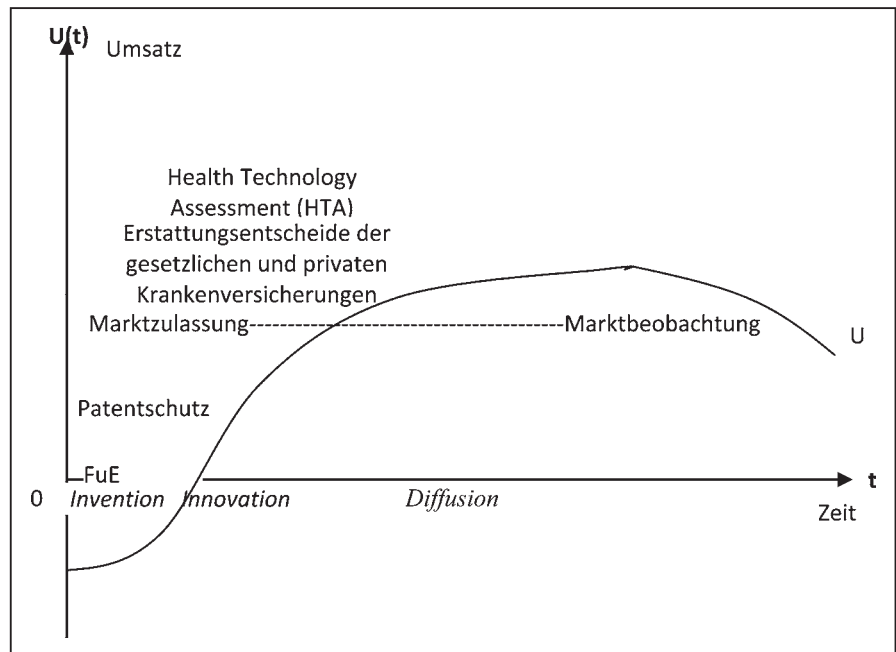 U(t)
Umsatz
Health Technology
Assessment (HTA)
Erstattungsentscheide der
gesetzlichen und privaten
Krankenversicherungen
Marktzulassung
Marktbeobachtung
U
Patentschutz
FuE
t
0
Invention
Innovation
Diffusion
Zeit